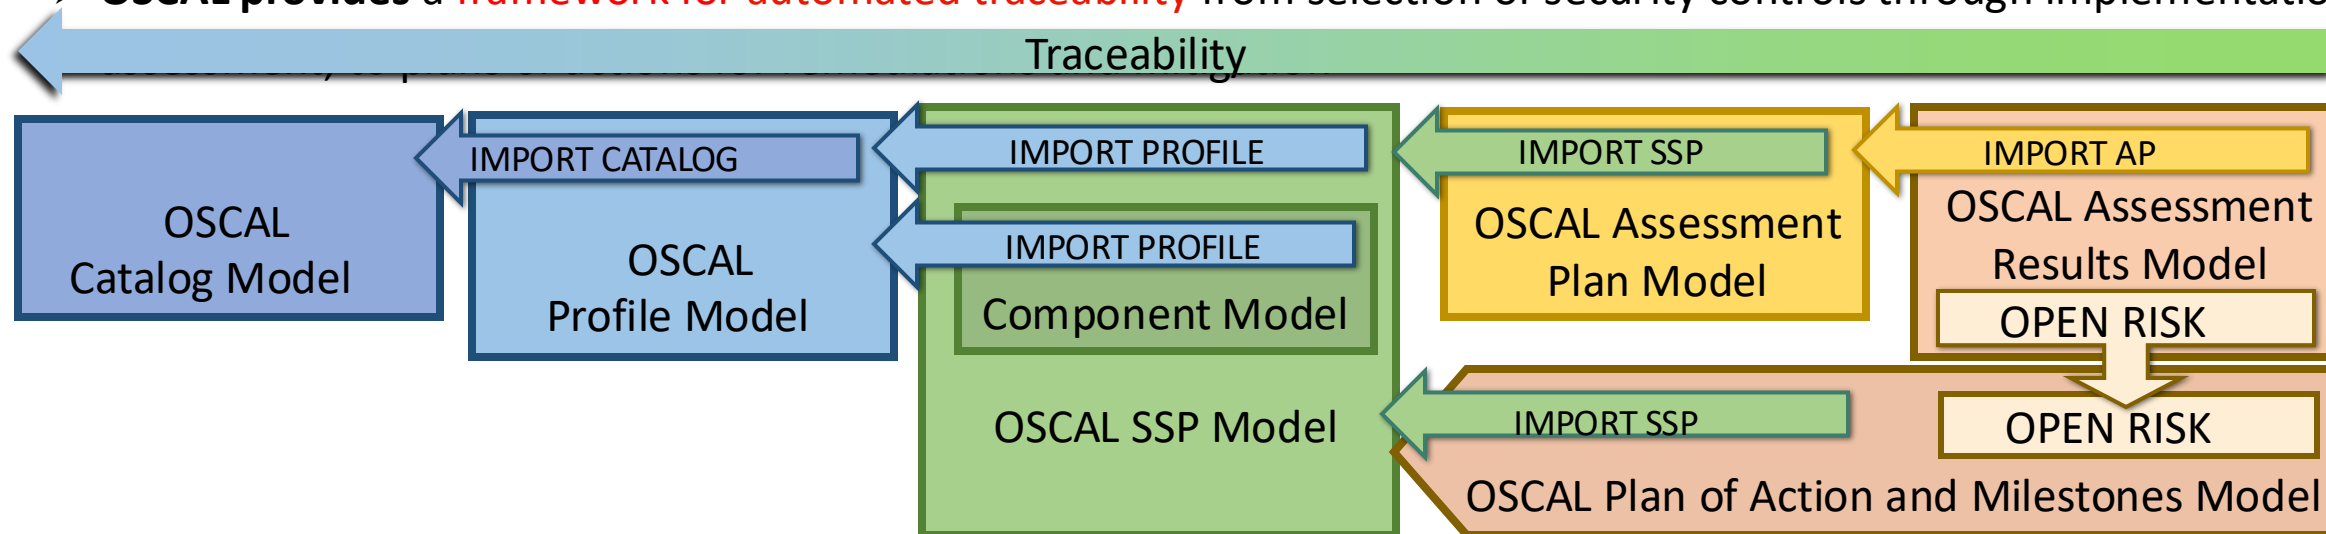 OSCAL provides a framework for automated traceability from selection of security controls through implementatio
Traceability
IMPORT CATALOG
OSCAL
Catalog Model
OSCAL
Profile Model
IMPORT PROFILE
IMPORT PROFILE
Component Model
OSCAL SSP Model
IMPORT SSP
OSCAL Assessment
Plan Model
IMPORT AP
OSCAL Assessment
Results Model
OPEN RISK
IMPORT SSP
OPEN RISK
OSCAL Plan of Action and Milestones Model